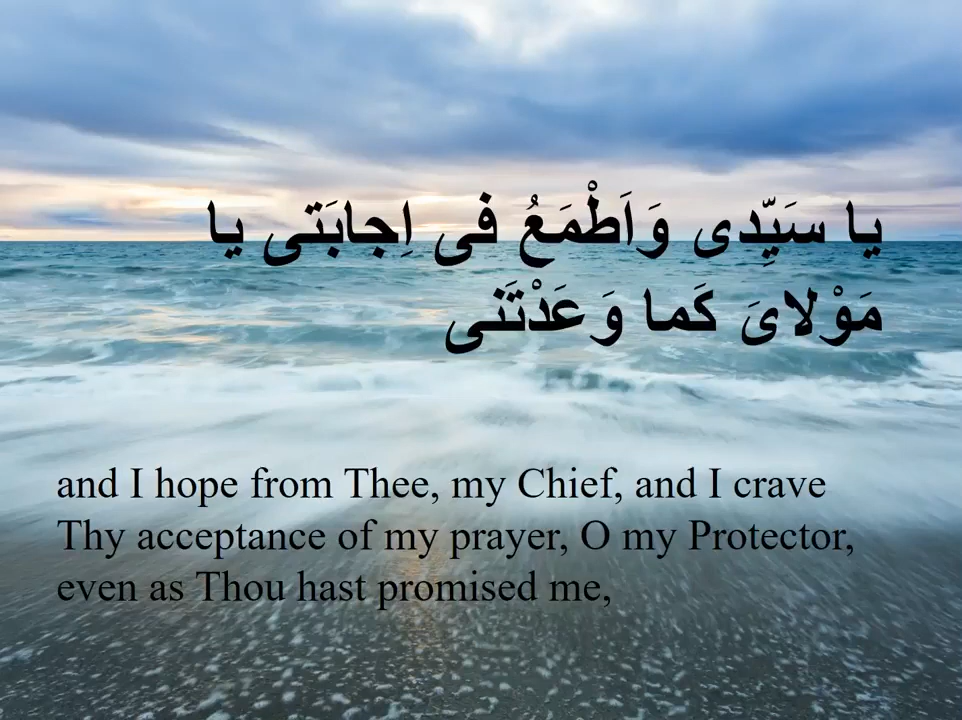 يا سَيِّدى وَاَطْمَعُ فى اِجابَتى يا
مَوْلاىَ كَما وَعَدْتَنى
and I hope from Thee, my Chief, and I crave
Thy acceptance of my prayer, O my Protector,
even as Thou hast promised me,